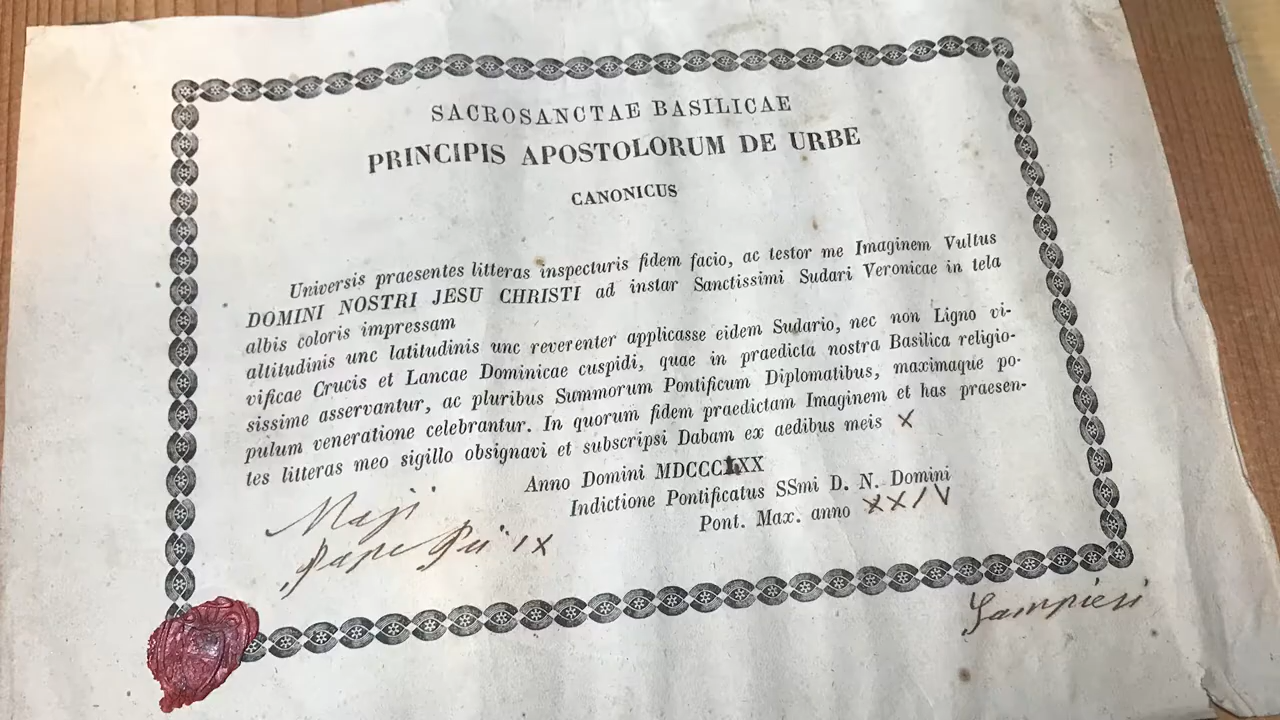 SACROSANCTAE BASILICAE
PRINCIPIS APOSTOLORUM DE URBE
CANONICUS
Universis praesentes litteras inspecturis fidem facio, ac testor me Imaginem Vultus
DOMINI NOSTRI JESU CHRISTI ad instar Sanctissimi Sudari Veronicae in tela
albis coloris impressam
altitudinis unc latitudinis unc reverenter applicasse eidem Sudario, nec non Ligno vi-
vificae Crucis et Lancae Dominicae cuspidi, quae in praedicta nostra Basilica religio-
sissime asservantur, ac pluribus Summorum Pontificum Diplomatibus, maximaque po-
pulum veneratione celebrantur. In quorum fidem praedictam Imaginem et has praesen-
tes litteras meo sigillo obsignavi et subscripsi Dabam ex aedibus meis X
Anno Domini MDCCCLXX
Indictione Pontificatus SSmi D. N. Domini
Pont. Max. anno XXIV
Maji
Pape Pii IX
Sampiesi